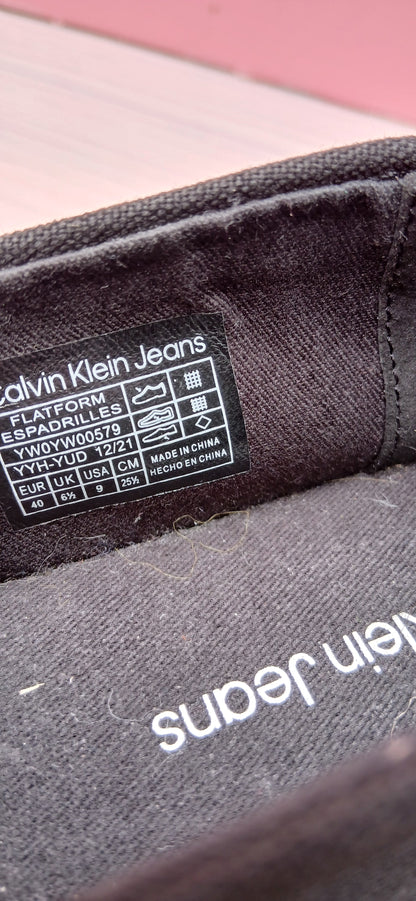 Calvin Klein Jeans
FLATFORM
ESPADRILLES
YW0YW00579
YYH-YUD 12/21
EUR UK USA CM
40 6½ 9 25½
MADE IN CHINA
HECHO EN CHINA
Klein Jeans